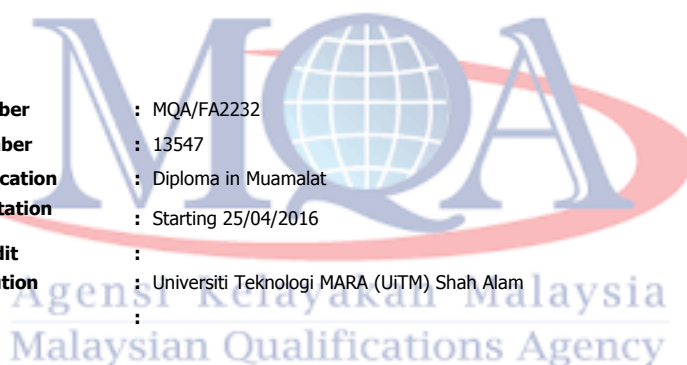 MQA
ber : MQA/FA2232
ber : 13547
cation : Diploma in Muamalat
tation : Starting 25/04/2016
dit :
tion : Universiti Teknologi MARA (UiTM) Shah Alam
:
Agensi Kelayakan Malaysia
Malaysian Qualifications Agency